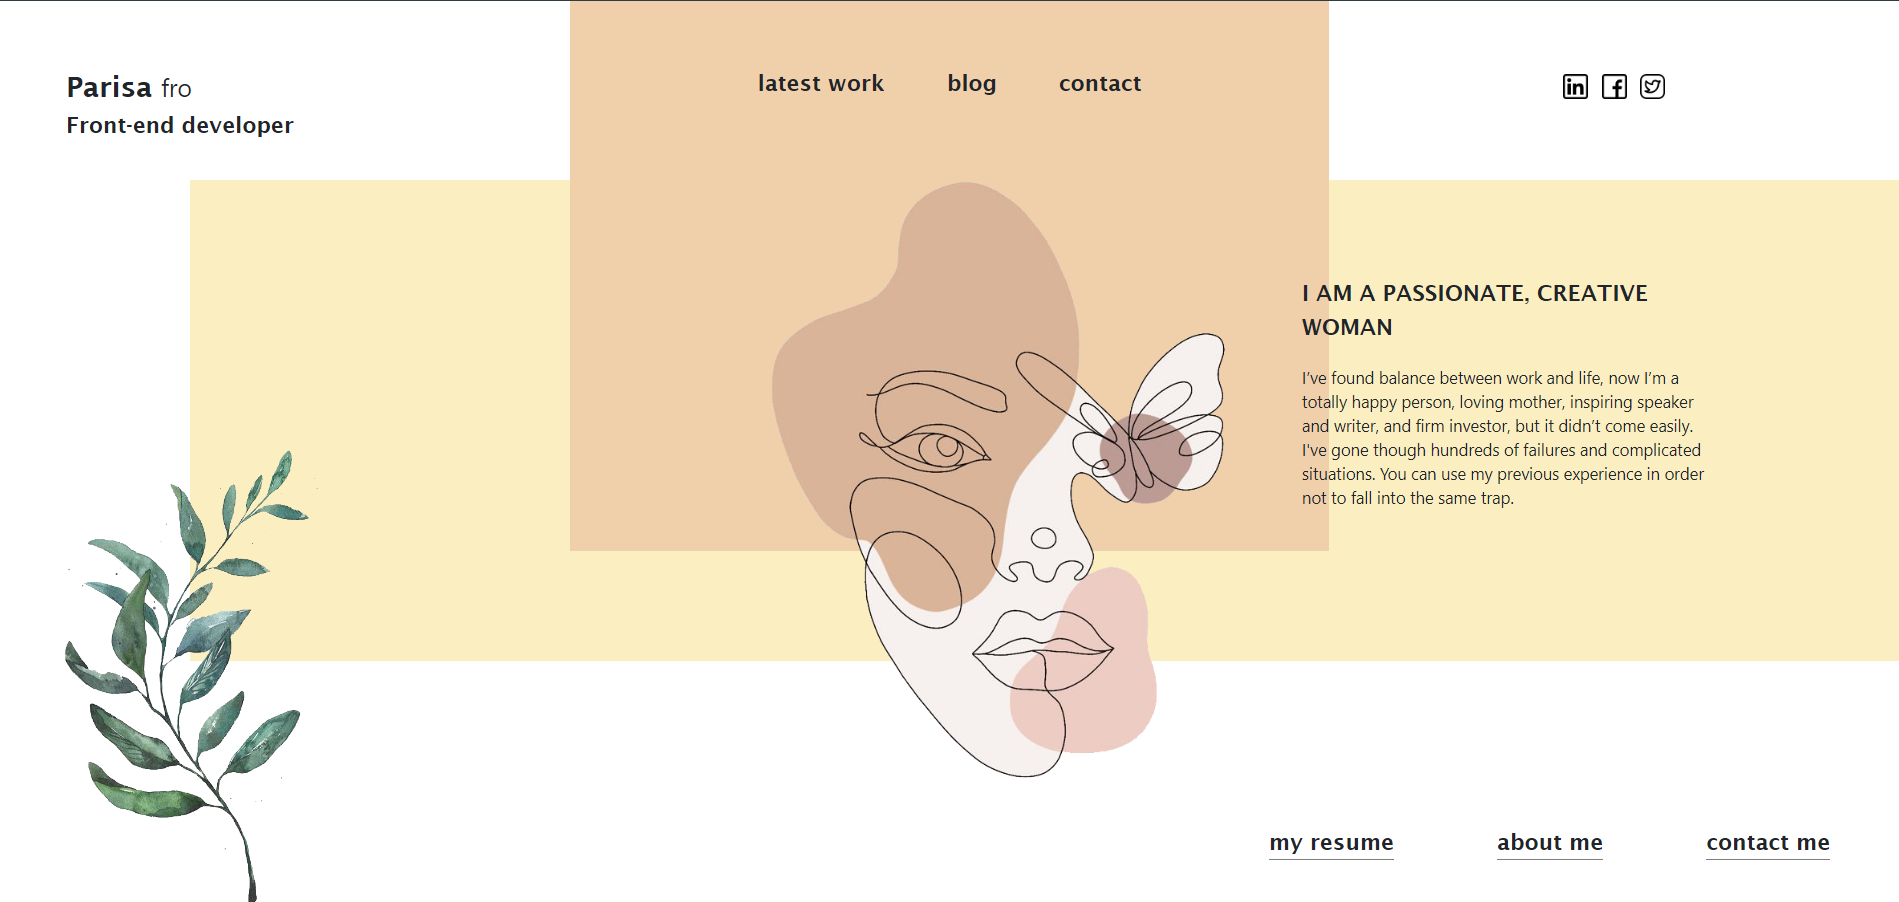 Parisa fro
Front-end developer
latest work
blog
contact
in
f
I AM A PASSIONATE, CREATIVE
WOMAN
I’ve found balance between work and life, now I’m a
totally happy person, loving mother, inspiring speaker
and writer, and firm investor, but it didn’t come easily.
I've gone though hundreds of failures and complicated
situations. You can use my previous experience in order
not to fall into the same trap.
my resume
about me
contact me